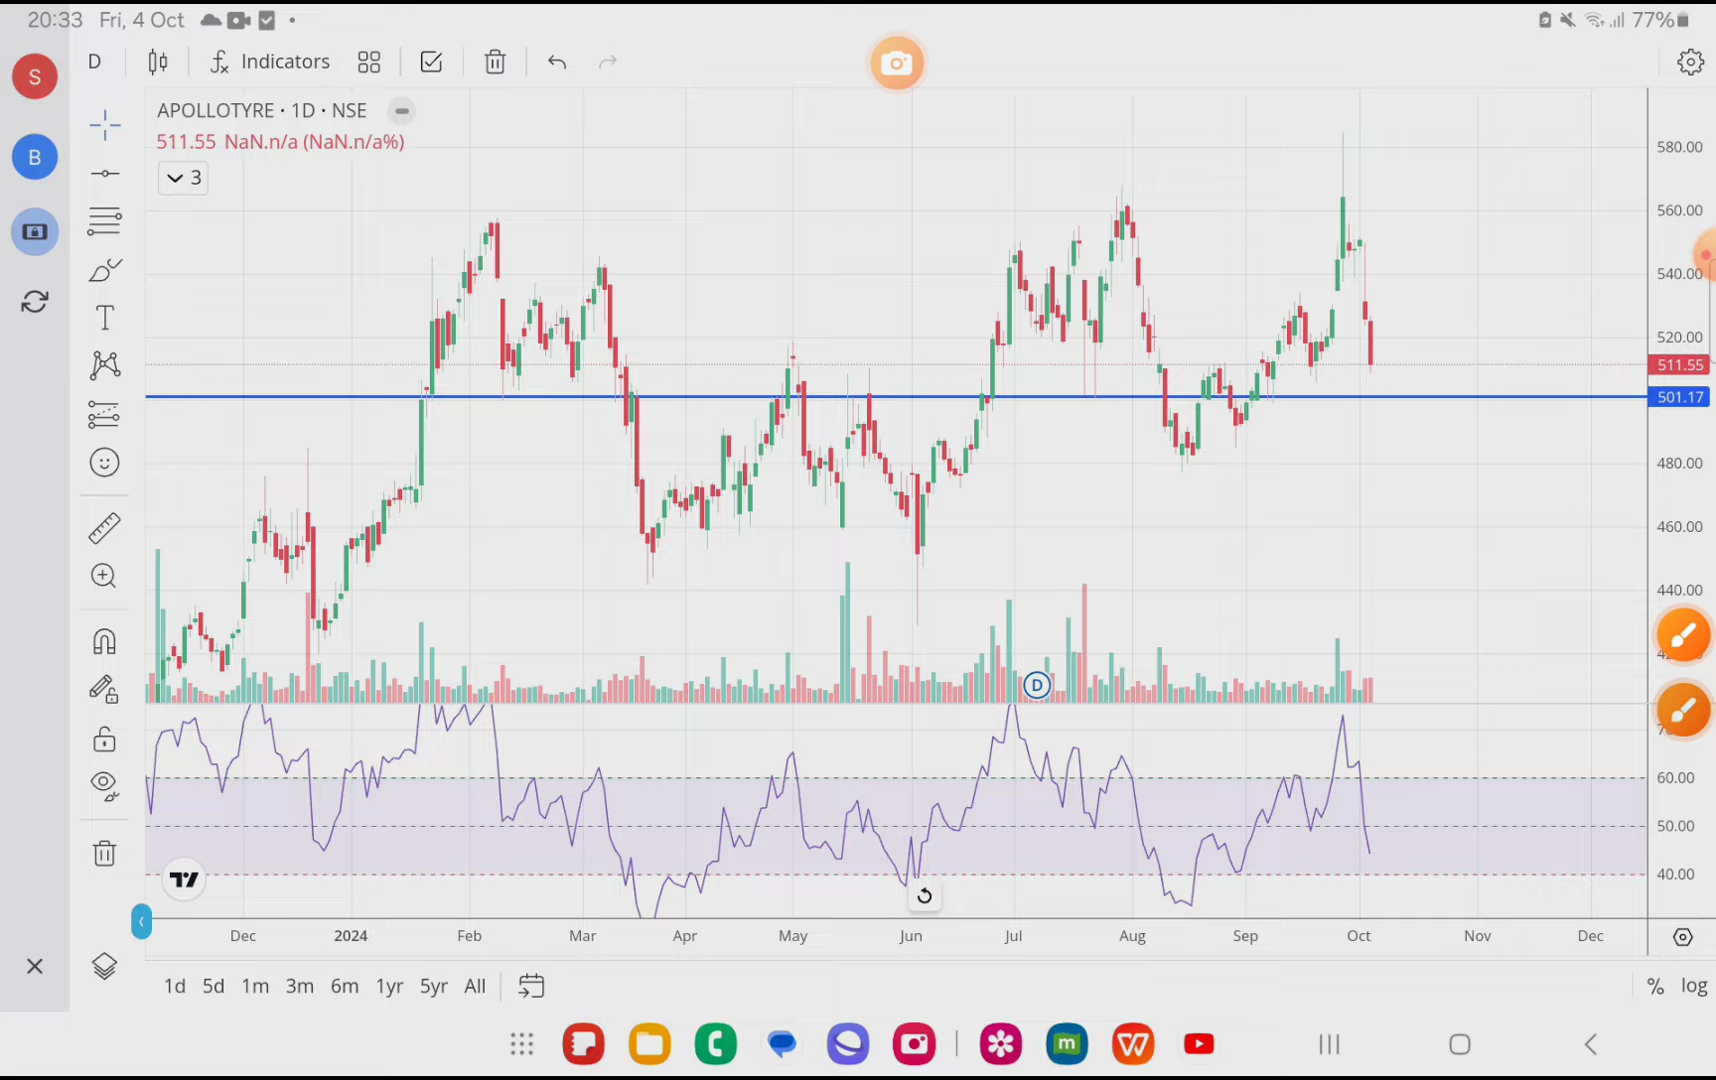 20:33 Fri, 4 Oct
77%
S
D
Indicators
APOLLOTYRE · 1D · NSE
511.55 NaN.n/a (NaN.n/a%)
3
B
T
580.00
560.00
540.00
520.00
511.55
501.17
480.00
460.00
440.00
D
60.00
50.00
40.00
Dec 2024 Feb Mar Apr May Jun Jul Aug Sep Oct Nov Dec
1d 5d 1m 3m 6m 1yr 5yr All
% log
m
W